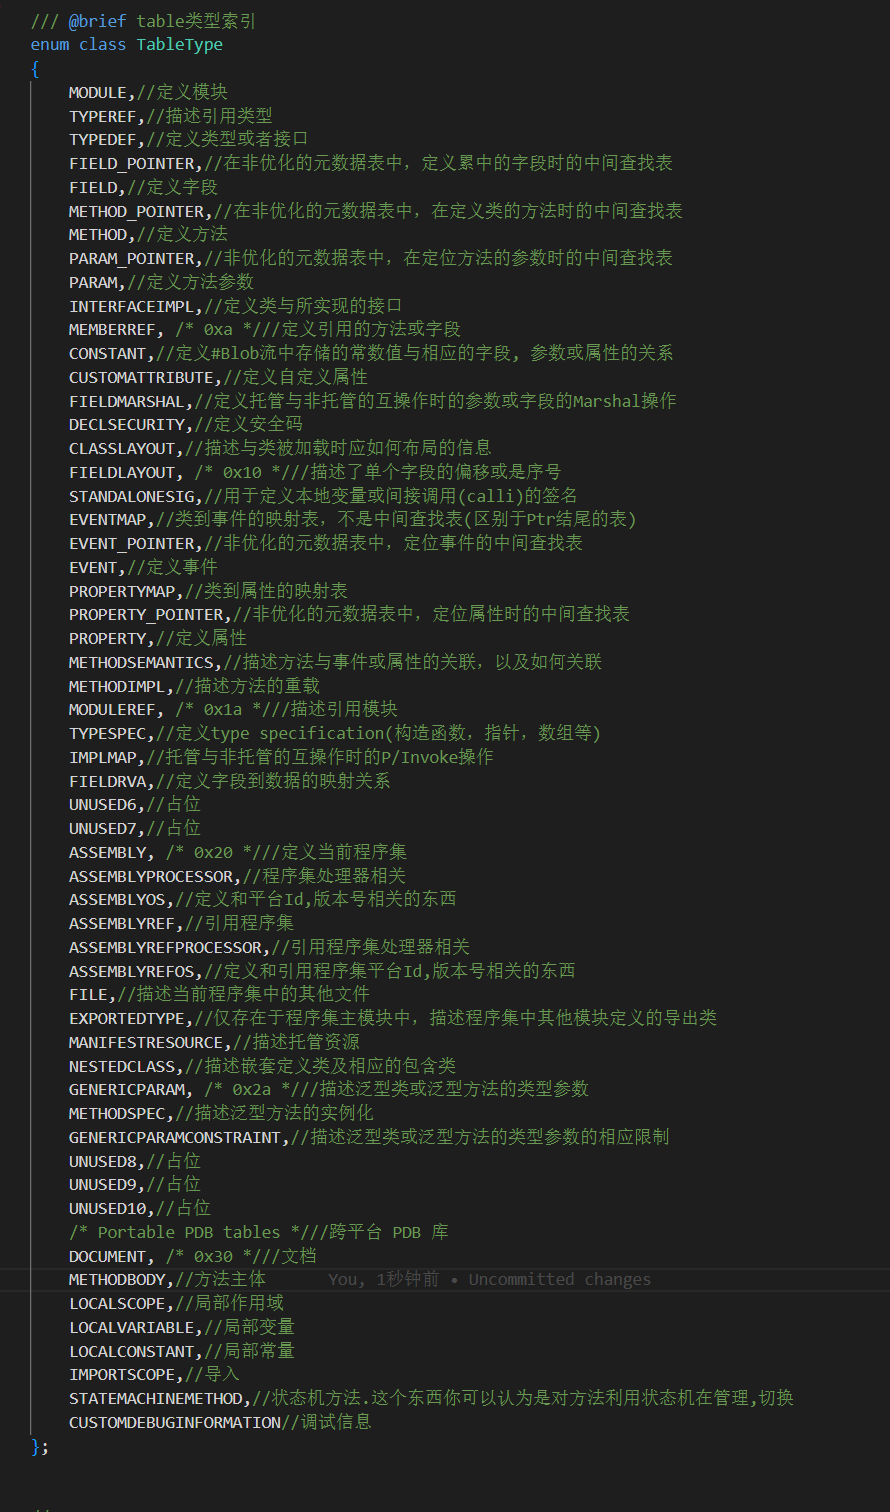 /// @brief table类型索引
enum class TableType
{
MODULE,//定义模块
TYPEREF,//描述引用类型
TYPEDEF,//定义类型或者接口
FIELD_POINTER,//在非优化的元数据表中，定义累中的字段时的中间查找表
FIELD,//定义字段
METHOD_POINTER,//在非优化的元数据表中，在定义类的方法时的中间查找表
METHOD,//定义方法
PARAM_POINTER,//非优化的元数据表中，在定位方法的参数时的中间查找表
PARAM,//定义方法参数
INTERFACEIMPL,//定义类与所实现的接口
MEMBERREF, /* 0xa *///定义引用的方法或字段
CONSTANT,//定义#Blob流中存储的常数值与相应的字段, 参数或属性的关系
CUSTOMATTRIBUTE,//定义自定义属性
FIELDMARSHAL,//定义托管与非托管的互操作时的参数或字段的Marshal操作
DECLSECURITY,//定义安全码
CLASSLAYOUT,//描述与类被加载时应如何布局的信息
FIELDLAYOUT, /* 0x10 *///描述了单个字段的偏移或是序号
STANDALONESIG,//用于定义本地变量或间接调用(calli)的签名
EVENTMAP,//类到事件的映射表，不是中间查找表(区别于Ptr结尾的表)
EVENT_POINTER,//非优化的元数据表中，定位事件的中间查找表
EVENT,//定义事件
PROPERTYMAP,//类到属性的映射表
PROPERTY_POINTER,//非优化的元数据表中，定位属性时的中间查找表
PROPERTY,//定义属性
METHODSEMANTICS,//描述方法与事件或属性的关联，以及如何关联
METHODIMPL,//描述方法的重载
MODULEREF, /* 0x1a *///描述引用模块
TYPESPEC,//定义type specification(构造函数，指针，数组等)
IMPLMAP,//托管与非托管的互操作时的P/Invoke操作
FIELDRVA,//定义字段到数据的映射关系
UNUSED6,//占位
UNUSED7,//占位
ASSEMBLY, /* 0x20 *///定义当前程序集
ASSEMBLYPROCESSOR,//程序集处理器相关
ASSEMBLYOS,//定义和平台Id,版本号相关的东西
ASSEMBLYREF,//引用程序集
ASSEMBLYREFPROCESSOR,//引用程序集处理器相关
ASSEMBLYREFOS,//定义和引用程序集平台Id,版本号相关的东西
FILE,//描述当前程序集中的其他文件
EXPORTEDTYPE,//仅存在于程序集主模块中，描述程序集中其他模块定义的导出类
MANIFESTRESOURCE,//描述托管资源
NESTEDCLASS,//描述嵌套定义类及相应的包含类
GENERICPARAM, /* 0x2a *///描述泛型类或泛型方法的类型参数
METHODSPEC,//描述泛型方法的实例化
GENERICPARAMCONSTRAINT,//描述泛型类或泛型方法的类型参数的相应限制
UNUSED8,//占位
UNUSED9,//占位
UNUSED10,//占位
/* Portable PDB tables *///跨平台 PDB 库
DOCUMENT, /* 0x30 *///文档
METHODBODY,//方法主体 You, 1秒钟前 • Uncommitted changes
LOCALSCOPE,//局部作用域
LOCALVARIABLE,//局部变量
LOCALCONSTANT,//局部常量
IMPORTSCOPE,//导入
STATEMACHINEMETHOD,//状态机方法.这个东西你可以认为是对方法利用状态机在管理,切换
CUSTOMDEBUGINFORMATION//调试信息
};